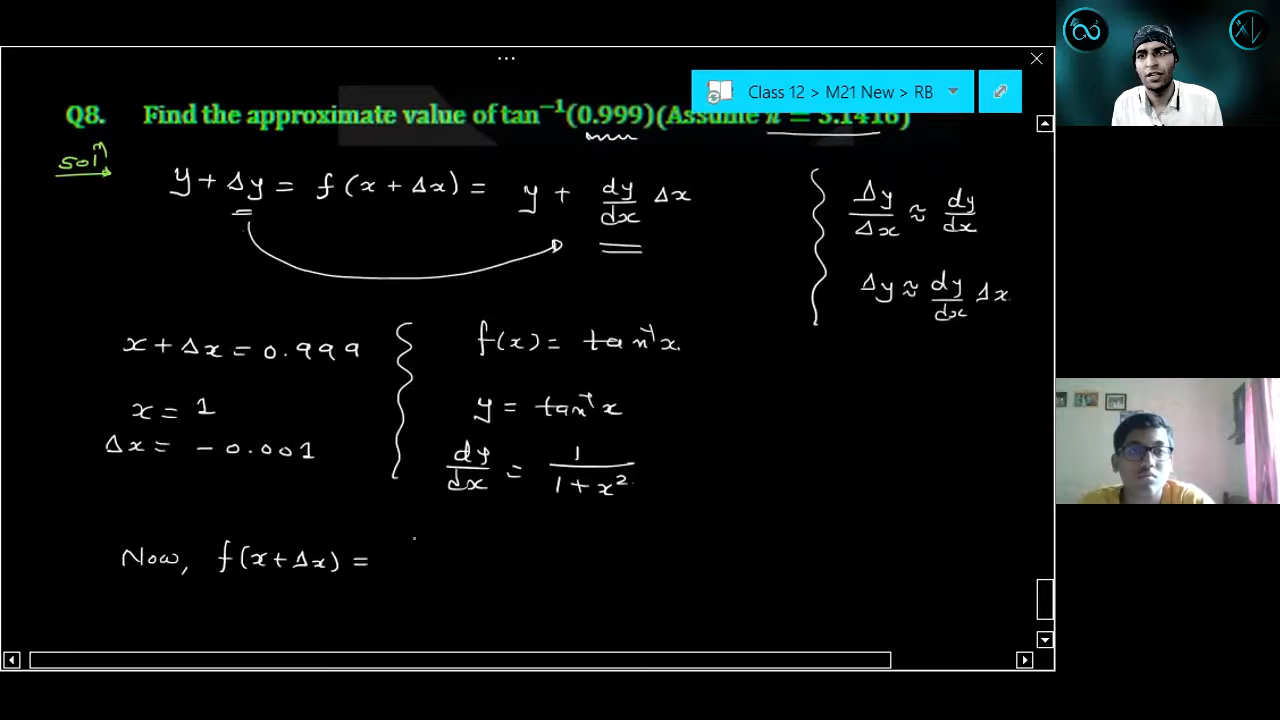 Class 12 > M21 New > RB
Q8. Find the approximate value of tan⁻¹(0.999)(Assume π = 3.1416)
solⁿ
y + Δy = f(x + Δx) = y + dy/dx Δx
Δy/Δx ≈ dy/dx
Δy ≈ dy/dx Δx
x + Δx = 0.999
x = 1
Δx = - 0.001
f(x) = tan⁻¹x.
y = tan⁻¹x
dy/dx = 1/(1 + x²).
Now, f(x + Δx) =